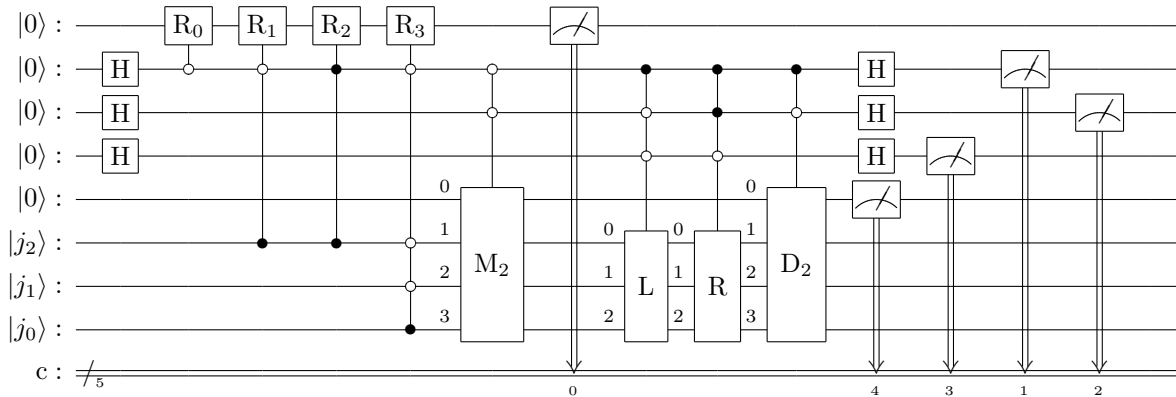 |0⟩ : R₀ R₁ R₂ R₃
|0⟩ : H H
|0⟩ : H H
|0⟩ : H H
|0⟩ : 0 0
|j₂⟩ : 1 0 0 1
M₂ D₂
|j₁⟩ : 2 1 L 1 R 2
|j₀⟩ : 3 2 2 3
c : 5
0 4 3 1 2